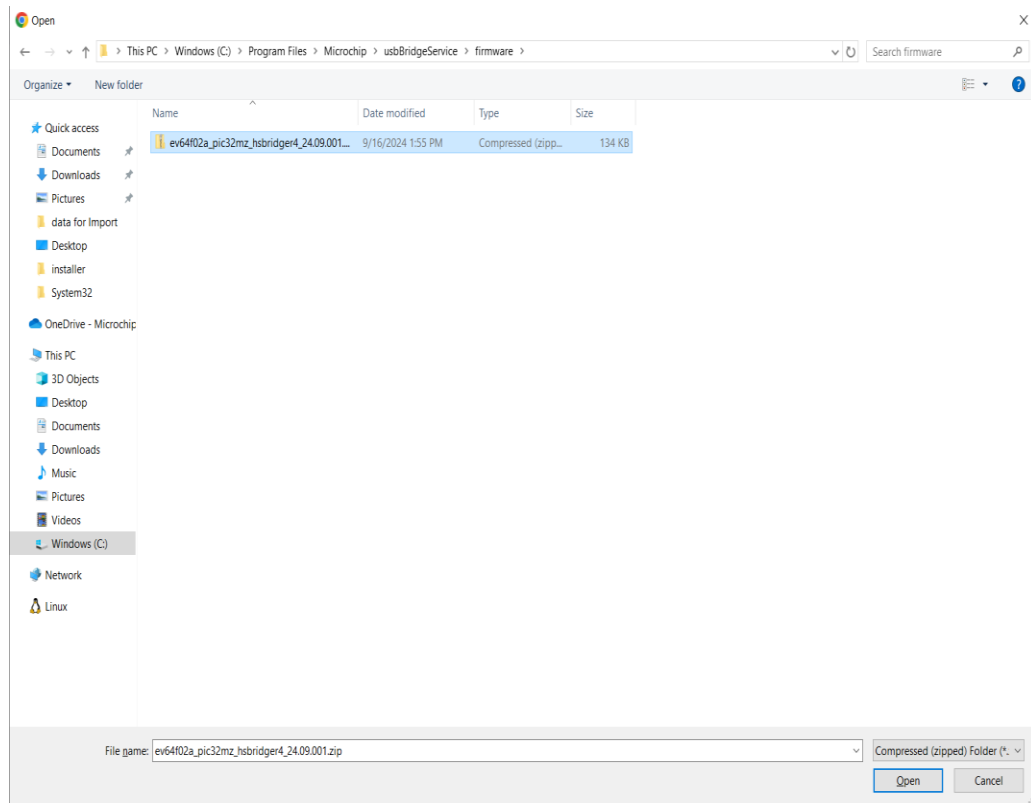 Open
This PC > Windows (C:) > Program Files > Microchip > usbBridgeService > firmware >
Search firmware
Organize
New folder
Name Date modified Type Size
ev64f02a_pic32mz_hsbridger4_24.09.001.... 9/16/2024 1:55 PM Compressed (zipp... 134 KB
Quick access
Documents
Downloads
Pictures
data for Import
Desktop
installer
System32
OneDrive - Microchip
This PC
3D Objects
Desktop
Documents
Downloads
Music
Pictures
Videos
Windows (C:)
Network
Linux
File name: ev64f02a_pic32mz_hsbridger4_24.09.001.zip
Compressed (zipped) Folder (*.
Open Cancel